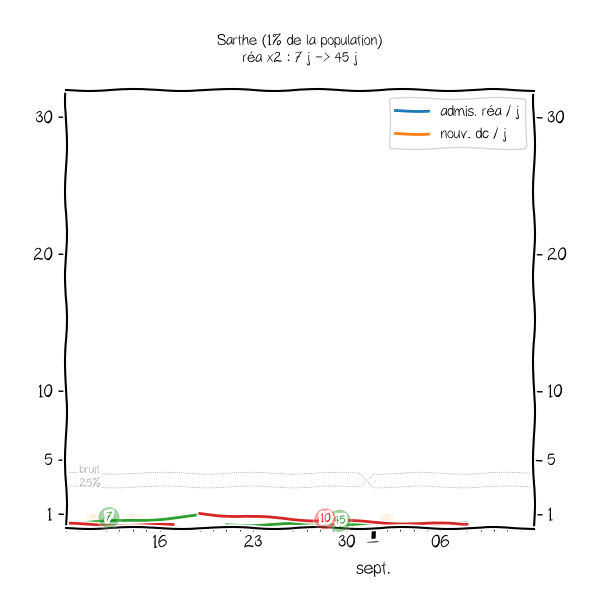 Sarthe (1% de la population)
réa x2 : 7 j -> 45 j
admis. réa / j
nouv. dc / j
30 30
20 20
10 10
5 5
bruit
25%
1 1
7 10 45
16 23 30 06
sept.